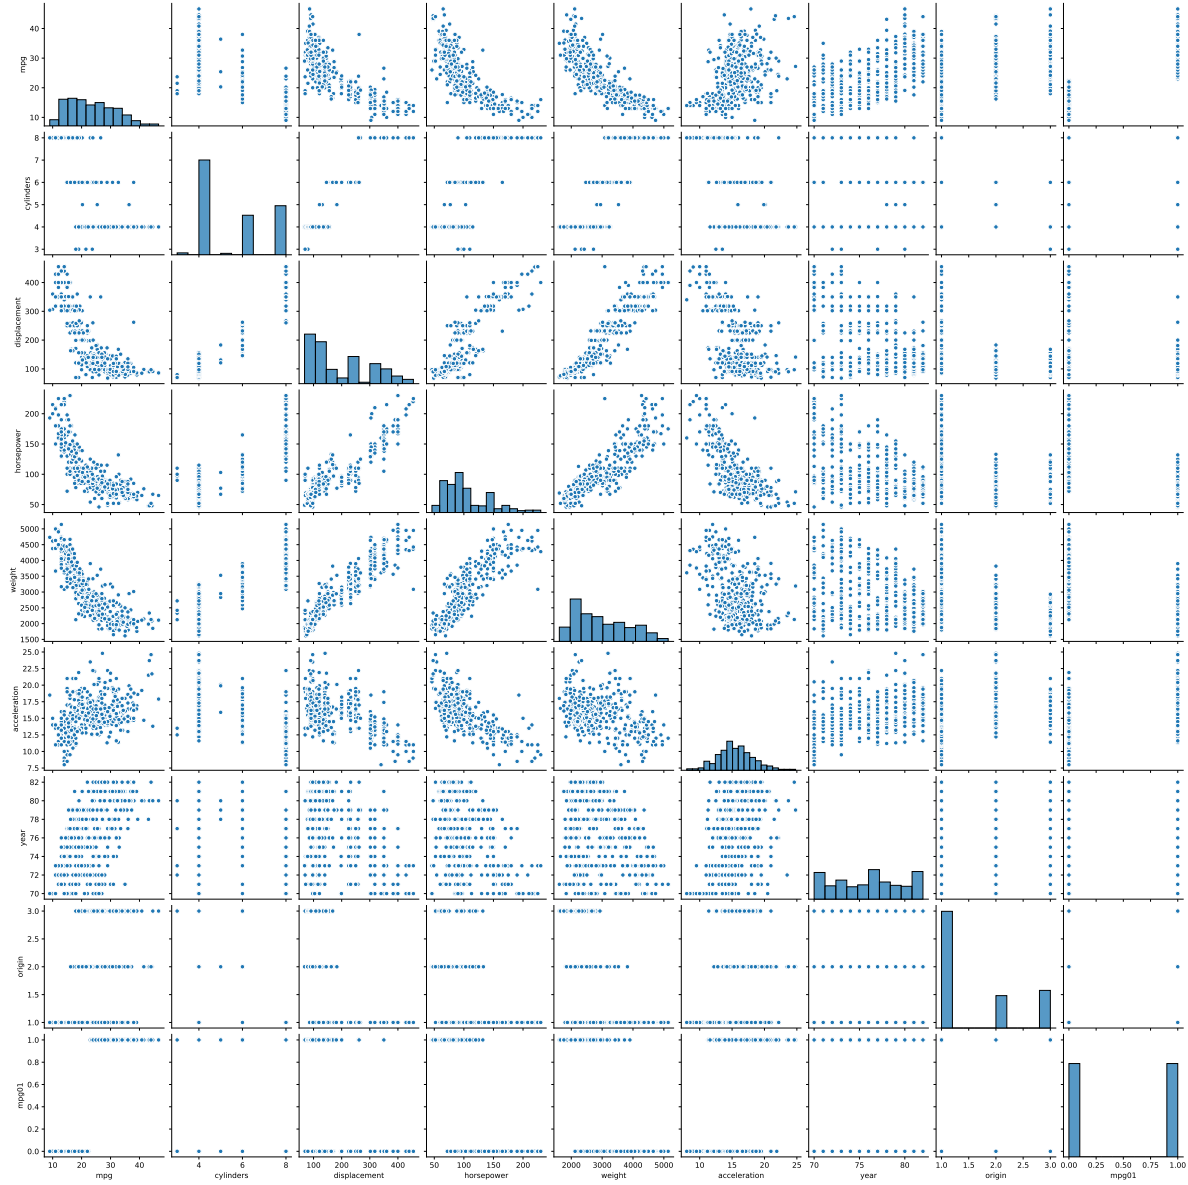 mpg
40
30
20
10
cylinders
8
7
6
5
4
3
displacement
400
300
200
100
horsepower
200
150
100
50
weight
5000
4500
4000
3500
3000
2500
2000
1500
acceleration
25.0
22.5
20.0
17.5
15.0
12.5
10.0
7.5
year
82
80
78
76
74
72
70
origin
3.0
2.5
2.0
1.5
1.0
mpg01
1.0
0.8
0.6
0.4
0.2
0.0
10 20 30 40
4 6 8
100 200 300 400
50 100 150 200
2000 3000 4000 5000
10 15 20 25
70 75 80
1.0 1.5 2.0 2.5 3.0
0.00 0.25 0.50 0.75 1.00
mpg cylinders displacement horsepower weight acceleration year origin mpg01